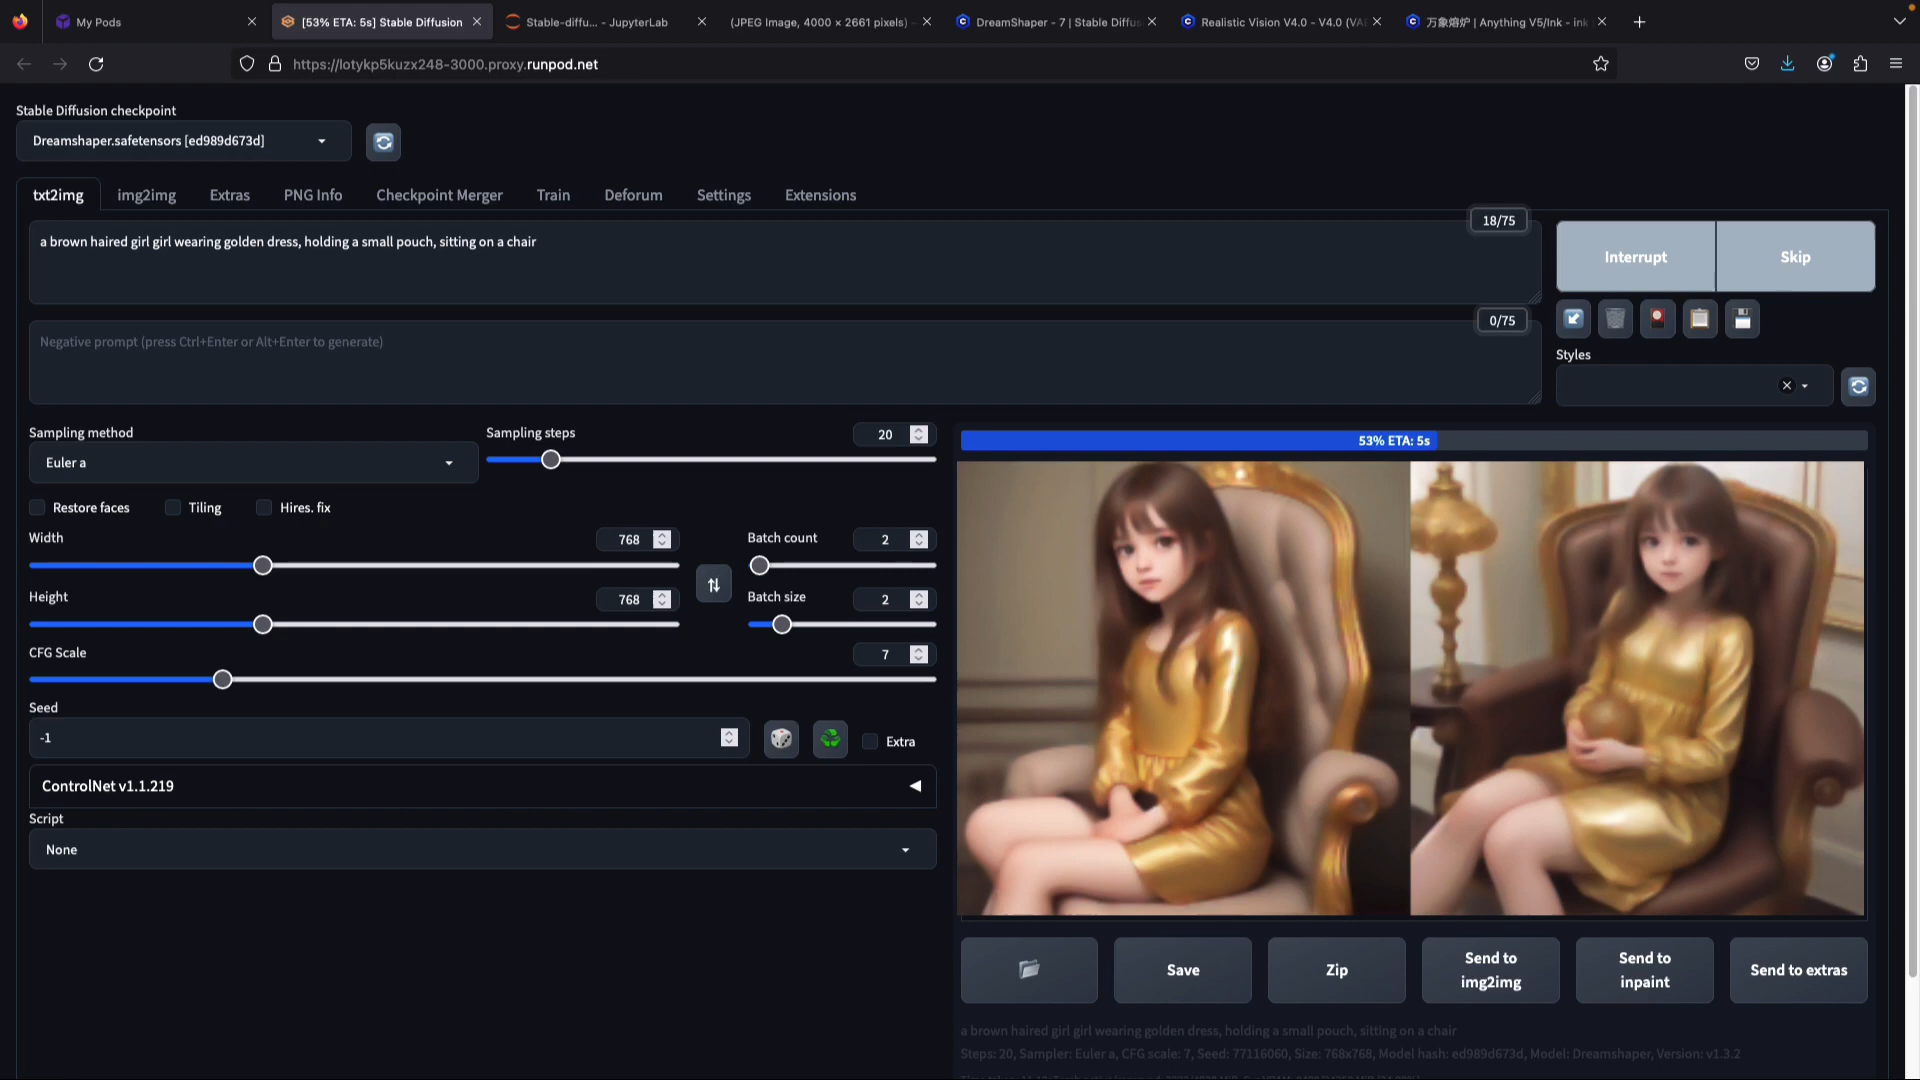 My Pods
[53% ETA: 5s] Stable Diffusion
Stable-diffu... - JupyterLab
(JPEG Image, 4000 × 2661 pixels) –
DreamShaper - 7 | Stable Diffus
Realistic Vision V4.0 - V4.0 (VA
万象熔炉 | Anything V5/Ink - ink
https://lotykp5kuzx248-3000.proxy.runpod.net
Stable Diffusion checkpoint
Dreamshaper.safetensors [ed989d673d]
txt2img
img2img
Extras
PNG Info
Checkpoint Merger
Train
Deforum
Settings
Extensions
18/75
a brown haired girl girl wearing golden dress, holding a small pouch, sitting on a chair
Interrupt
Skip
0/75
Negative prompt (press Ctrl+Enter or Alt+Enter to generate)
Styles
Sampling method
Euler a
Sampling steps
20
53% ETA: 5s
Restore faces
Tiling
Hires. fix
Width
768
Batch count
2
Height
768
Batch size
2
CFG Scale
7
Seed
-1
Extra
ControlNet v1.1.219
Script
None
Save
Zip
Send to
img2img
Send to
inpaint
Send to extras
a brown haired girl girl wearing golden dress, holding a small pouch, sitting on a chair
Steps: 20, Sampler: Euler a, CFG scale: 7, Seed: 77116060, Size: 768x768, Model hash: ed989d673d, Model: Dreamshaper, Version: v1.3.2